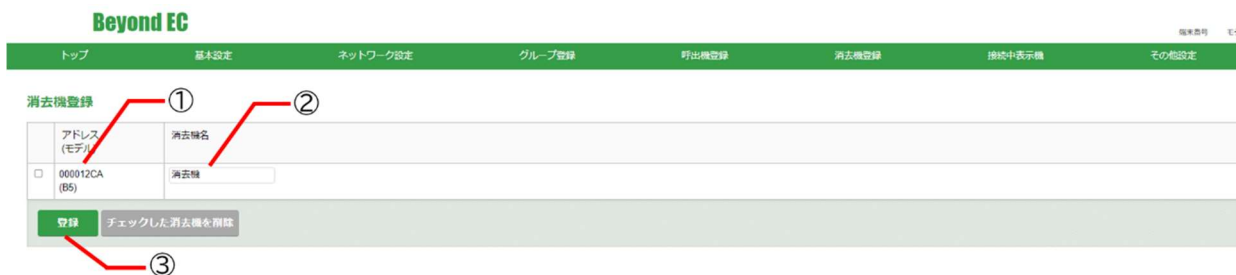 Beyond EC
端末番号
トップ 基本設定 ネットワーク設定 グループ登録 呼出機登録 消去機登録 接続中表示機 その他設定
消去機登録 ① ②
アドレス 消去機名
(モデル)
000012CA 消去機
(B5)
登録 チェックした消去機を削除
③